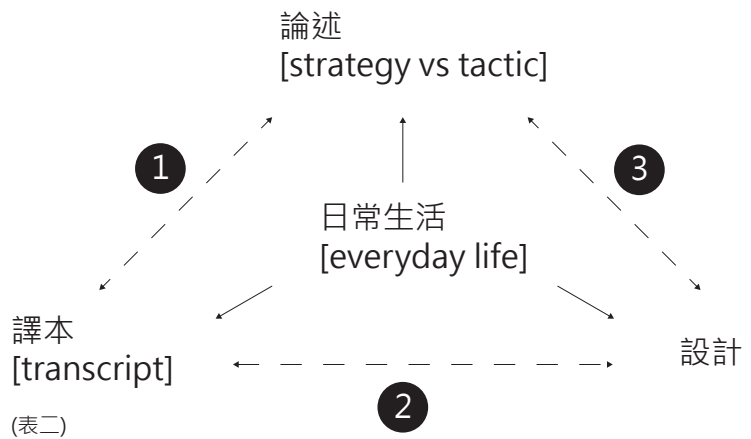 論述
[strategy vs tactic]
1
3
日常生活
[everyday life]
譯本
[transcript]
設計
2
(表二)